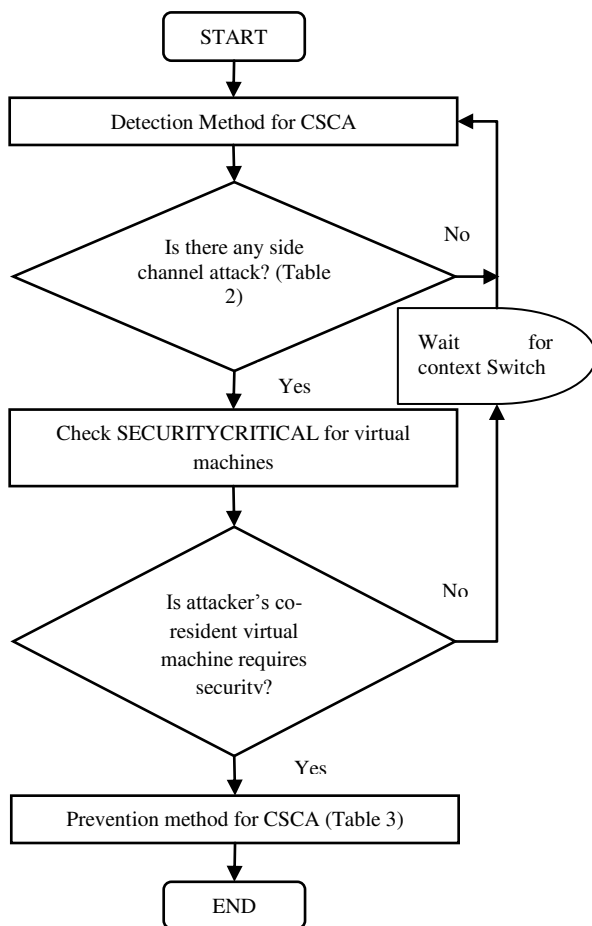 START
Detection Method for CSCA
Is there any side
channel attack? (Table
2)
No
Wait for
context Switch
Yes
Check SECURITYCRITICAL for virtual
machines
Is attacker's co-
resident virtual
machine requires
security?
No
Yes
Prevention method for CSCA (Table 3)
END